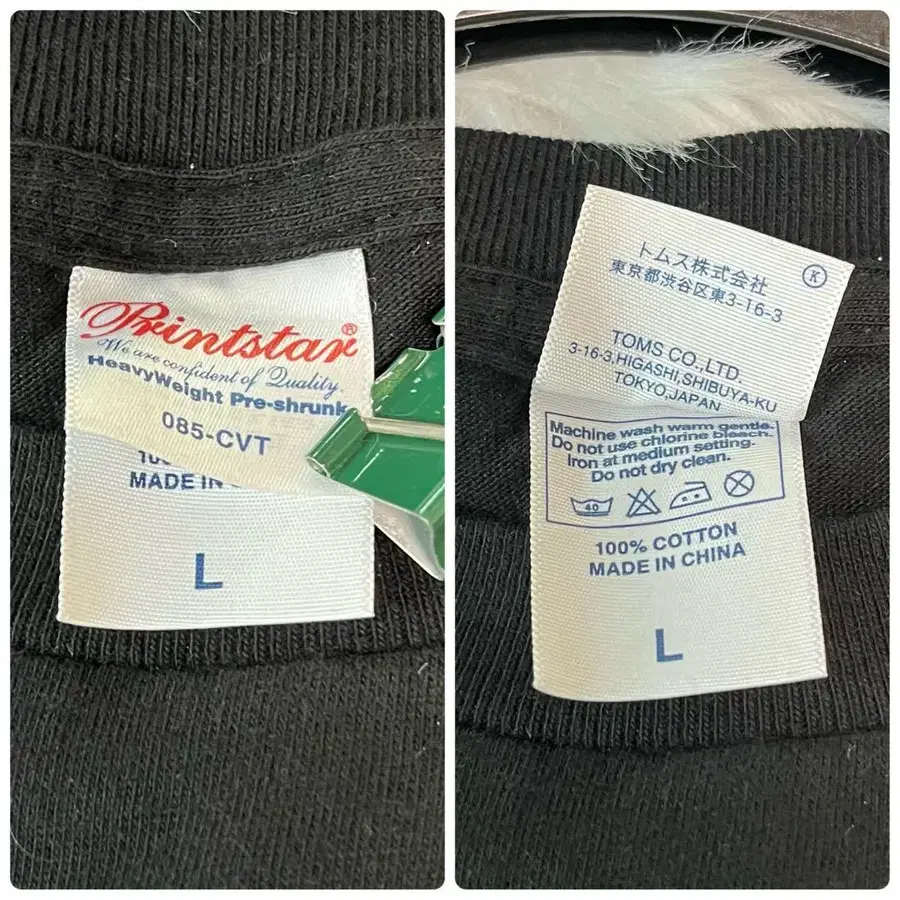 Printstar®
We are confident of Quality.
HeavyWeight Pre-shrunk
085-CVT
MADE IN
L
トムス株式会社
東京都渋谷区東3-16-3
K
TOMS CO.,LTD.
3-16-3,HIGASHI,SHIBUYA-KU
TOKYO,JAPAN
Machine wash warm gentle.
Do not use chlorine bleach.
Iron at medium setting.
Do not dry clean.
40
100% COTTON
MADE IN CHINA
L